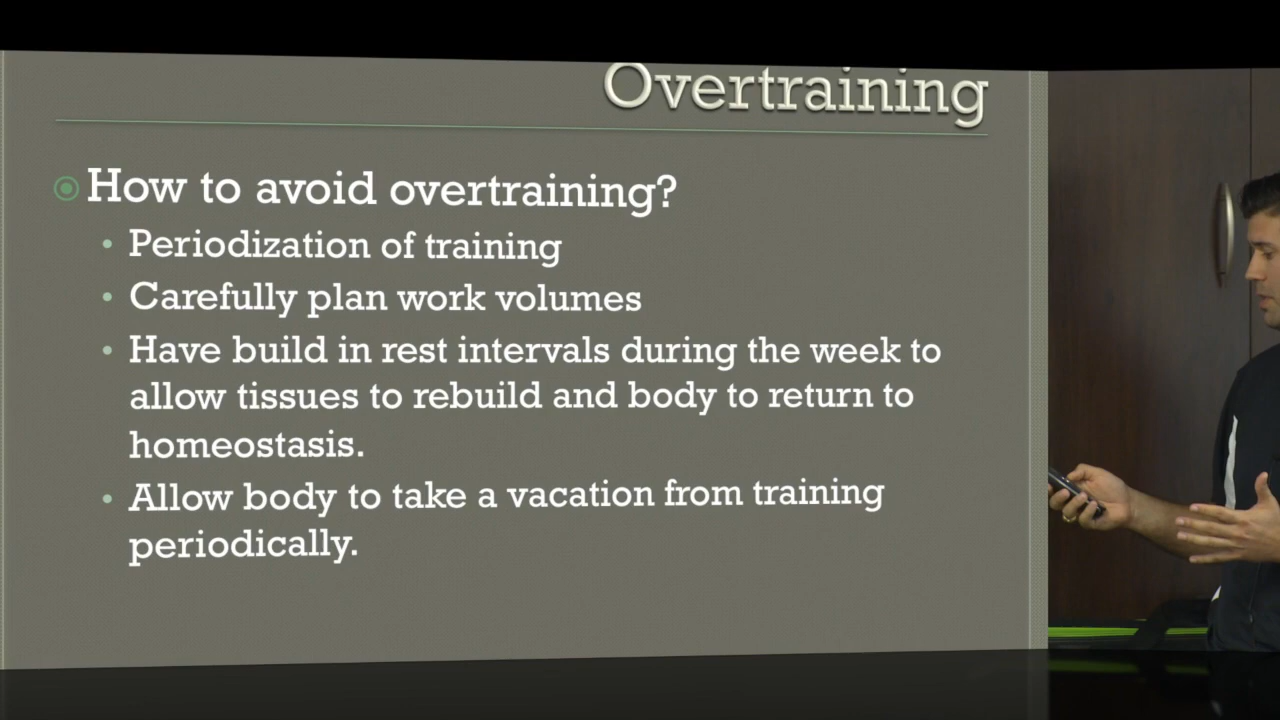 Overtraining
How to avoid overtraining?
Periodization of training
Carefully plan work volumes
Have build in rest intervals during the week to
allow tissues to rebuild and body to return to
homeostasis.
Allow body to take a vacation from training
periodically.